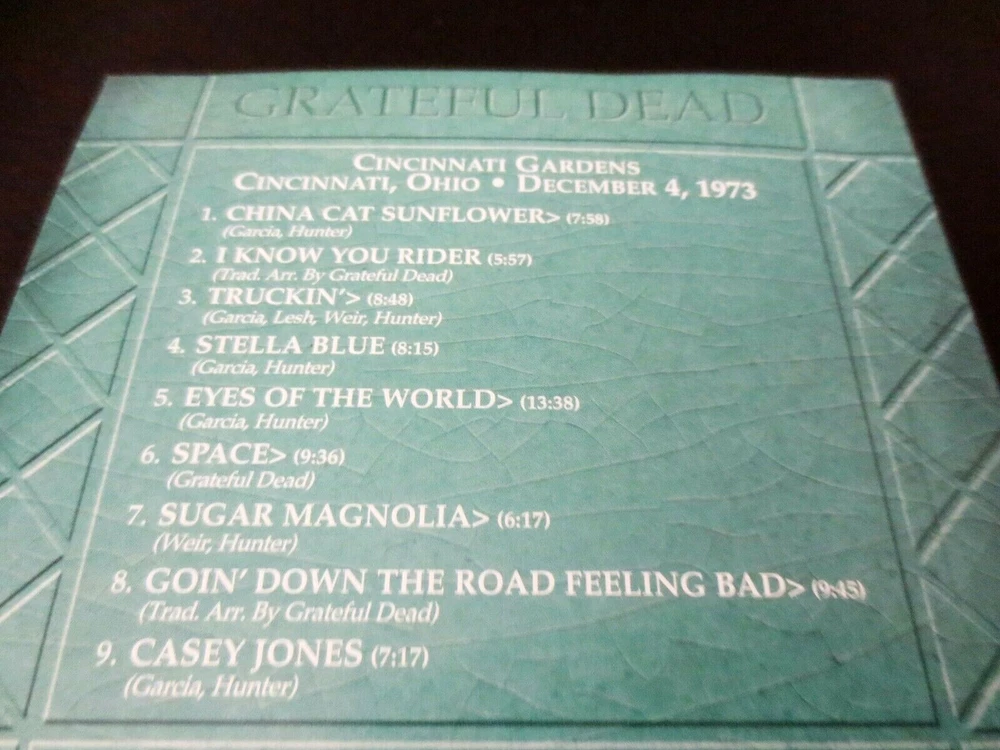 GRATEFUL DEAD
CINCINNATI GARDENS
CINCINNATI, OHIO • DECEMBER 4, 1973
1. CHINA CAT SUNFLOWER> (7:58)
(Garcia, Hunter)
2. I KNOW YOU RIDER (5:57)
(Trad. Arr. By Grateful Dead)
3. TRUCKIN'> (8:48)
(Garcia, Lesh, Weir, Hunter)
4. STELLA BLUE (8:15)
(Garcia, Hunter)
5. EYES OF THE WORLD> (13:38)
(Garcia, Hunter)
6. SPACE> (9:36)
(Grateful Dead)
7. SUGAR MAGNOLIA> (6:17)
(Weir, Hunter)
8. GOIN' DOWN THE ROAD FEELING BAD> (9:45)
(Trad. Arr. By Grateful Dead)
9. CASEY JONES (7:17)
(Garcia, Hunter)